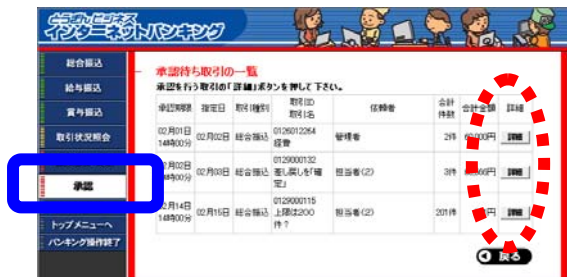 とうぎんビジネス
インターネットバンキング
総合振込
給与振込
賞与振込
取引状況照会
承認
トップメニューへ
バンキング操作終了
承認待ち取引の一覧
承認を行う取引の「詳細」ボタンを押して下さい。
承認期限 指定日 取引種別 取引ID 取引名 依頼者 合計件数 合計金額 詳細
02月01日 14時00分 02月02日 総合振込 0126012264 経費 管理者 2件 詳細
02月02日 14時00分 02月03日 総合振込 0129000132 差し戻しを「確定」 担当者(2) 3件 詳細
02月14日 14時00分 02月15日 総合振込 0129000115 上限は200件? 担当者(2) 201件 詳細
戻る